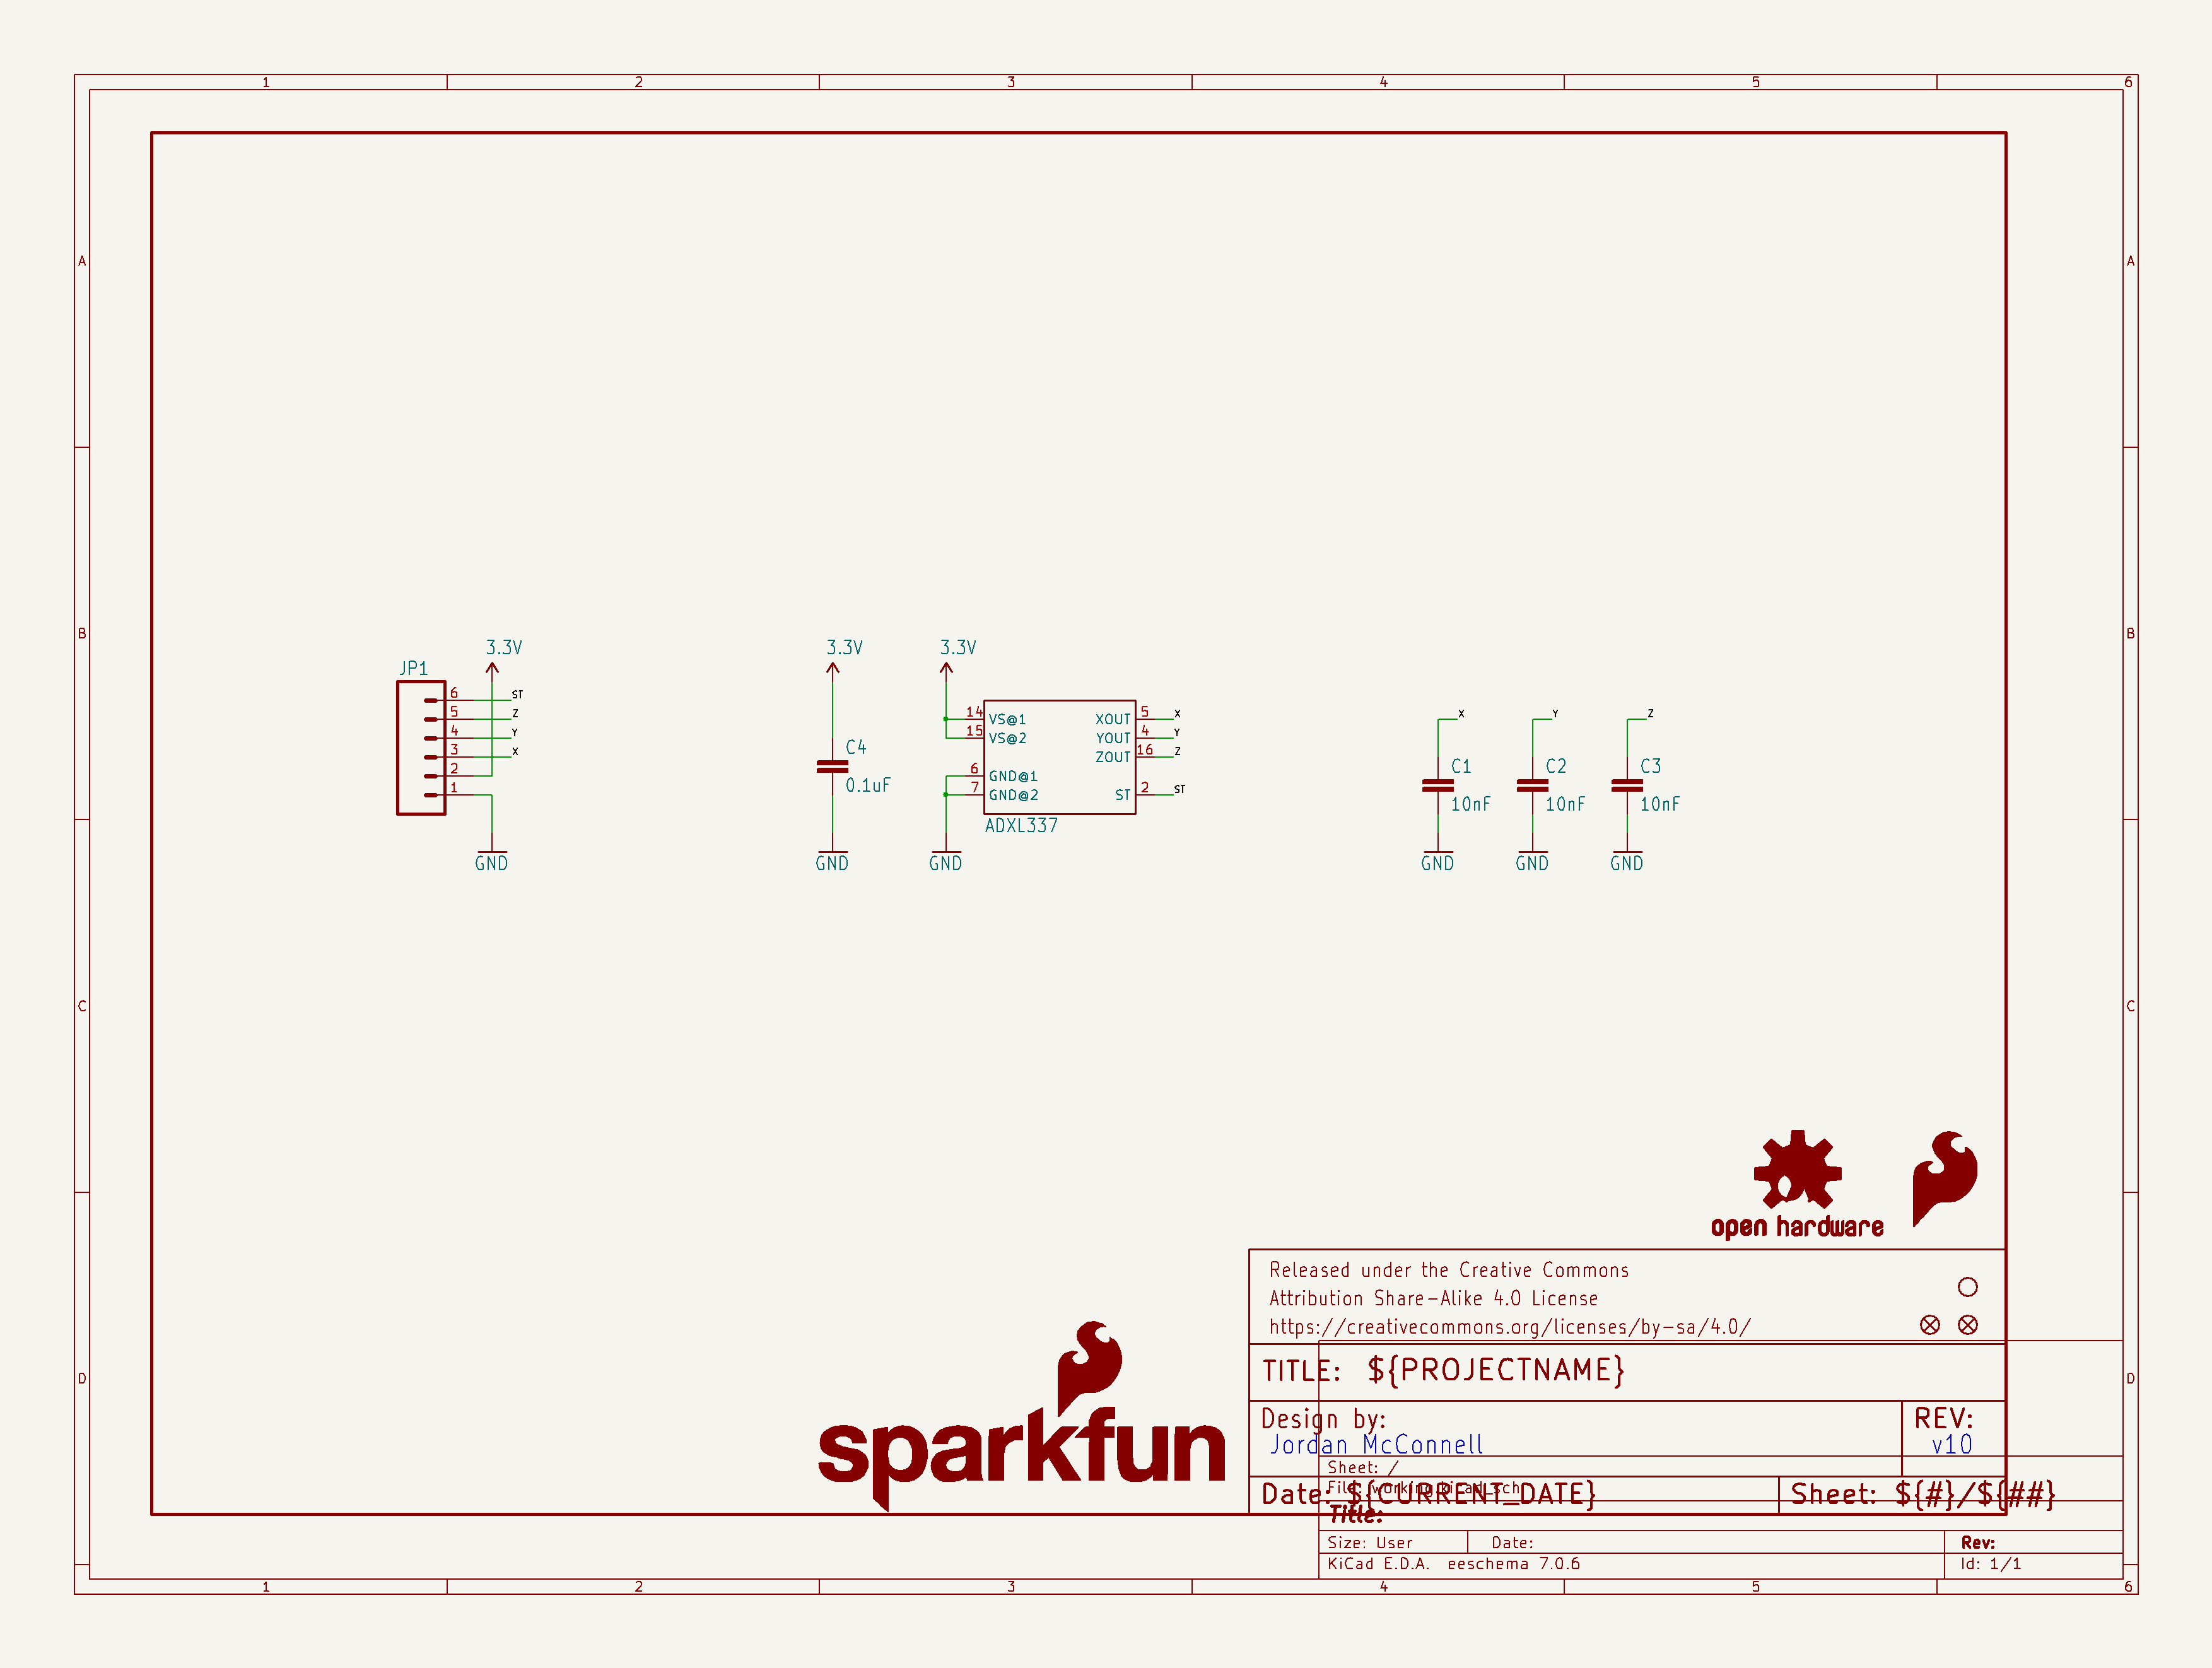 1 2 3 4 5 6
A A
B B
C C
D D
3.3V
JP1
6 ST
5 Z
4 Y
3 X
2
1
GND
3.3V
C4
0.1uF
GND
3.3V
14 VS@1 XOUT 5 X
15 VS@2 YOUT 4 Y
ZOUT 16 Z
6 GND@1
7 GND@2 ST 2 ST
ADXL337
GND
X
C1
10nF
GND
Y
C2
10nF
GND
Z
C3
10nF
GND
open hardware
sparkfun
Released under the Creative Commons
Attribution Share-Alike 4.0 License
https://creativecommons.org/licenses/by-sa/4.0/
TITLE: ${PROJECTNAME}
Design by:
Jordan McConnell
REV:
v10
Sheet: /
File: working.kicad_sch
Date: ${CURRENT_DATE}
Sheet: ${#}/${##}
Title:
Size: User Date: Rev:
KiCad E.D.A. eeschema 7.0.6 Id: 1/1
1 2 3 4 5 6